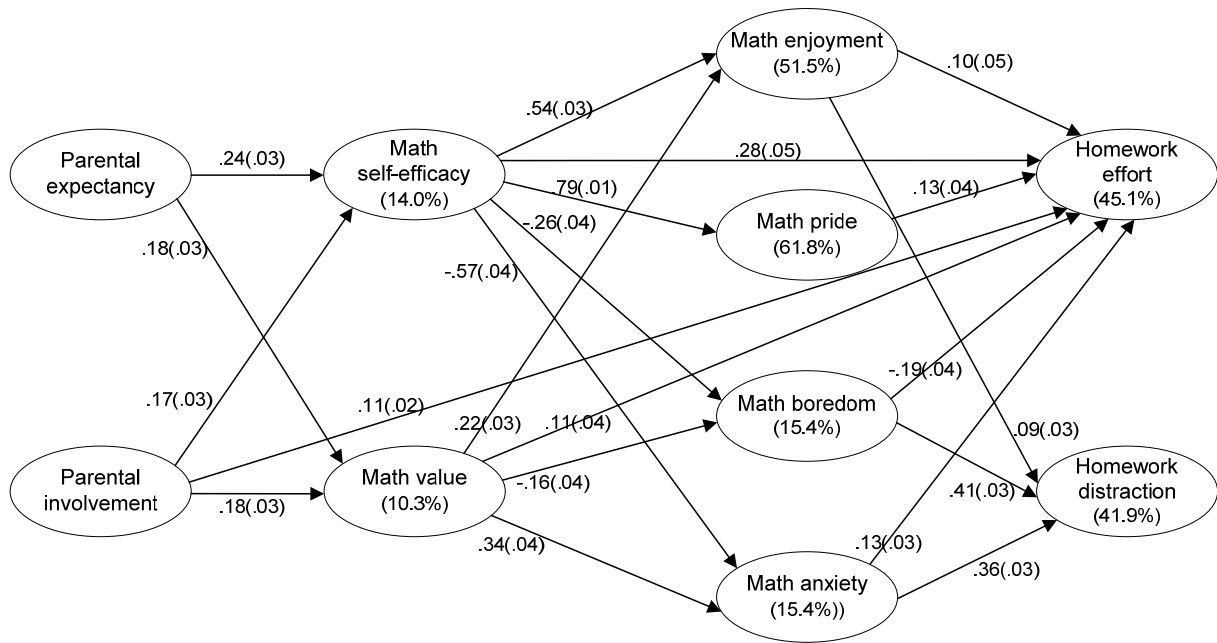 Math enjoyment
(51.5%)
.10(.05)
.54(.03)
Parental
expectancy
.24(.03)
Math
self-efficacy
(14.0%)
.28(.05)
Homework
effort
(45.1%)
.79(.01)
.13(.04)
-.26(.04)
Math pride
(61.8%)
.18(.03)
-.57(.04)
-.19(.04)
.17(.03)
.11(.02)
.22(.03)
.11(.04)
Math boredom
(15.4%)
.09(.03)
Parental
involvement
.18(.03)
Math value
(10.3%)
-.16(.04)
.41(.03)
Homework
distraction
(41.9%)
.34(.04)
.13(.03)
.36(.03)
Math anxiety
(15.4%))